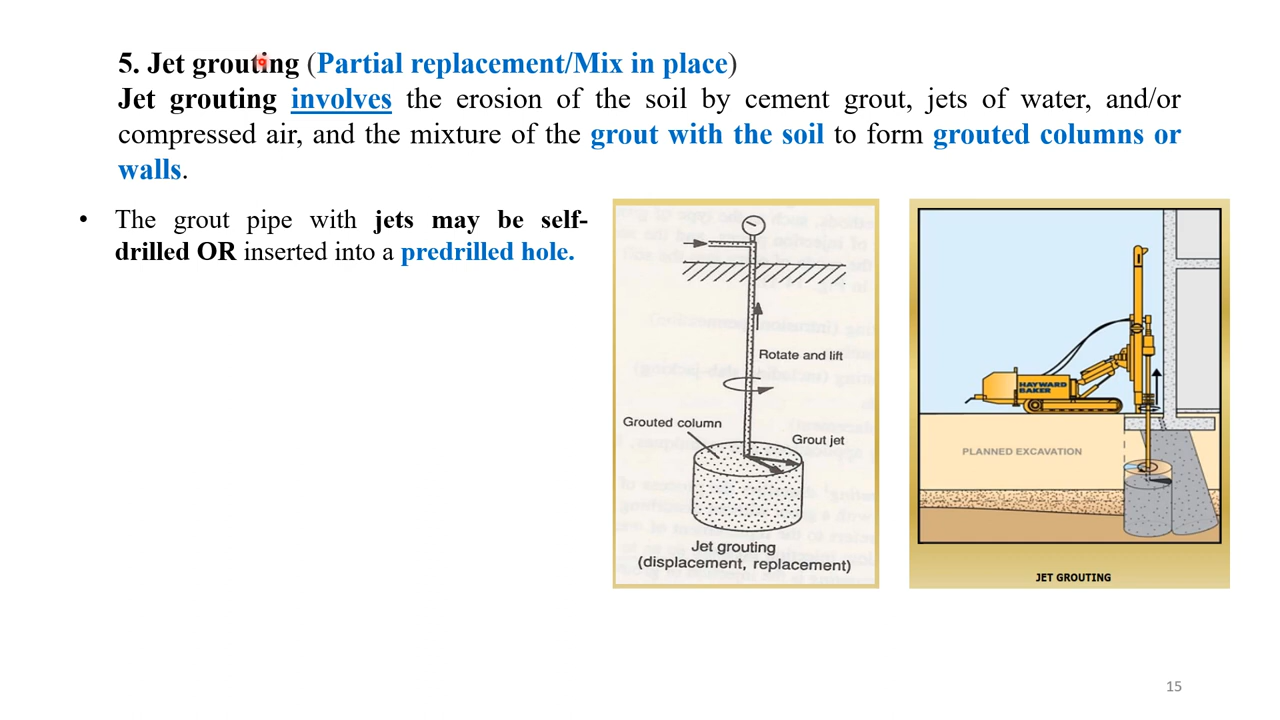 5. Jet grouting (Partial replacement/Mix in place)
Jet grouting involves the erosion of the soil by cement grout, jets of water, and/or
compressed air, and the mixture of the grout with the soil to form grouted columns or
walls.
• The grout pipe with jets may be self-
drilled OR inserted into a predrilled hole.
Rotate and lift
Grouted column
Grout jet
Jet grouting
(displacement, replacement)
HAYWARD
BAKER
PLANNED EXCAVATION
JET GROUTING
15